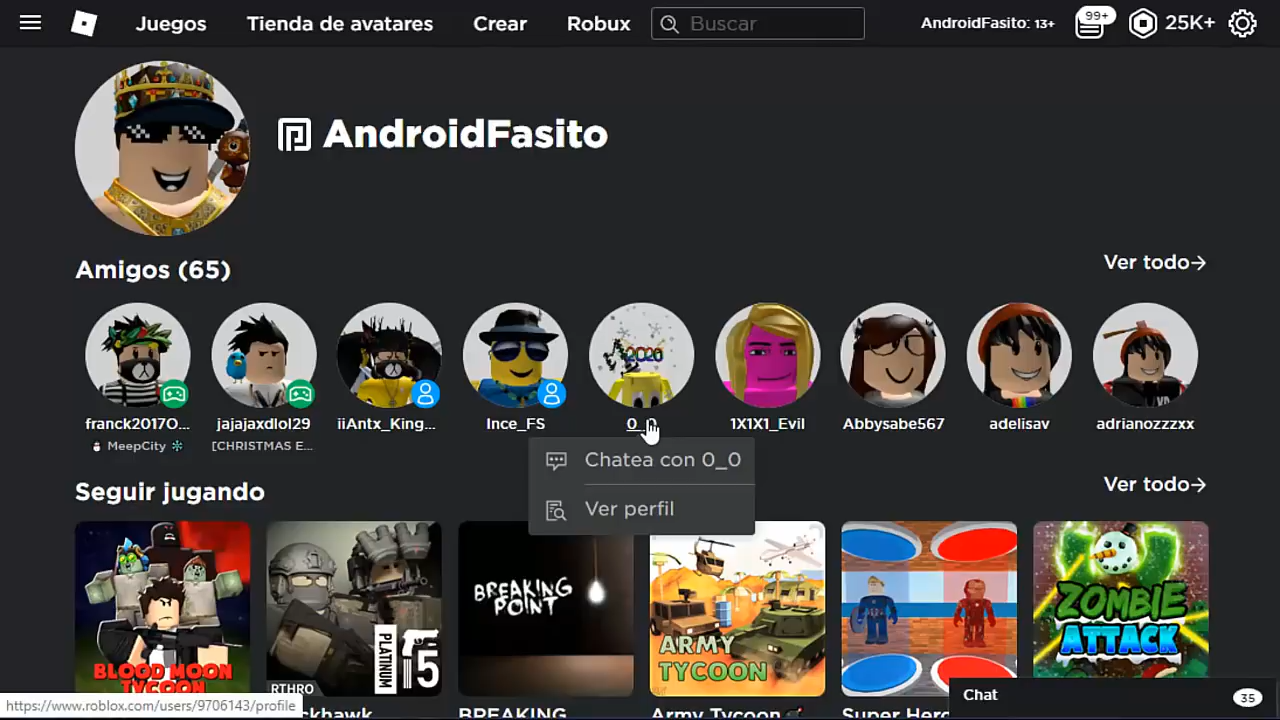 Juegos Tienda de avatares Crear Robux Buscar AndroidFasito: 13+ 99+ 25K+
AndroidFasito
Amigos (65) Ver todo→
2020
franck2017O... jajajaxdlol29 iiAntx_King... Ince_FS 0_0 1X1X1_Evil Abbysabe567 adelisav adrianozzzxx
MeepCity [CHRISTMAS E...
Chatea con 0_0
Ver perfil
Seguir jugando Ver todo→
BLOOD MOON
TYCOON
PLATINUM
5
RTHRO
BREAKING
POINT
ARMY
TYCOON
ZOMBIE
ATTACK
BREAKING Army Tycoon Super Hero
Chat 35
https://www.roblox.com/users/9706143/profile